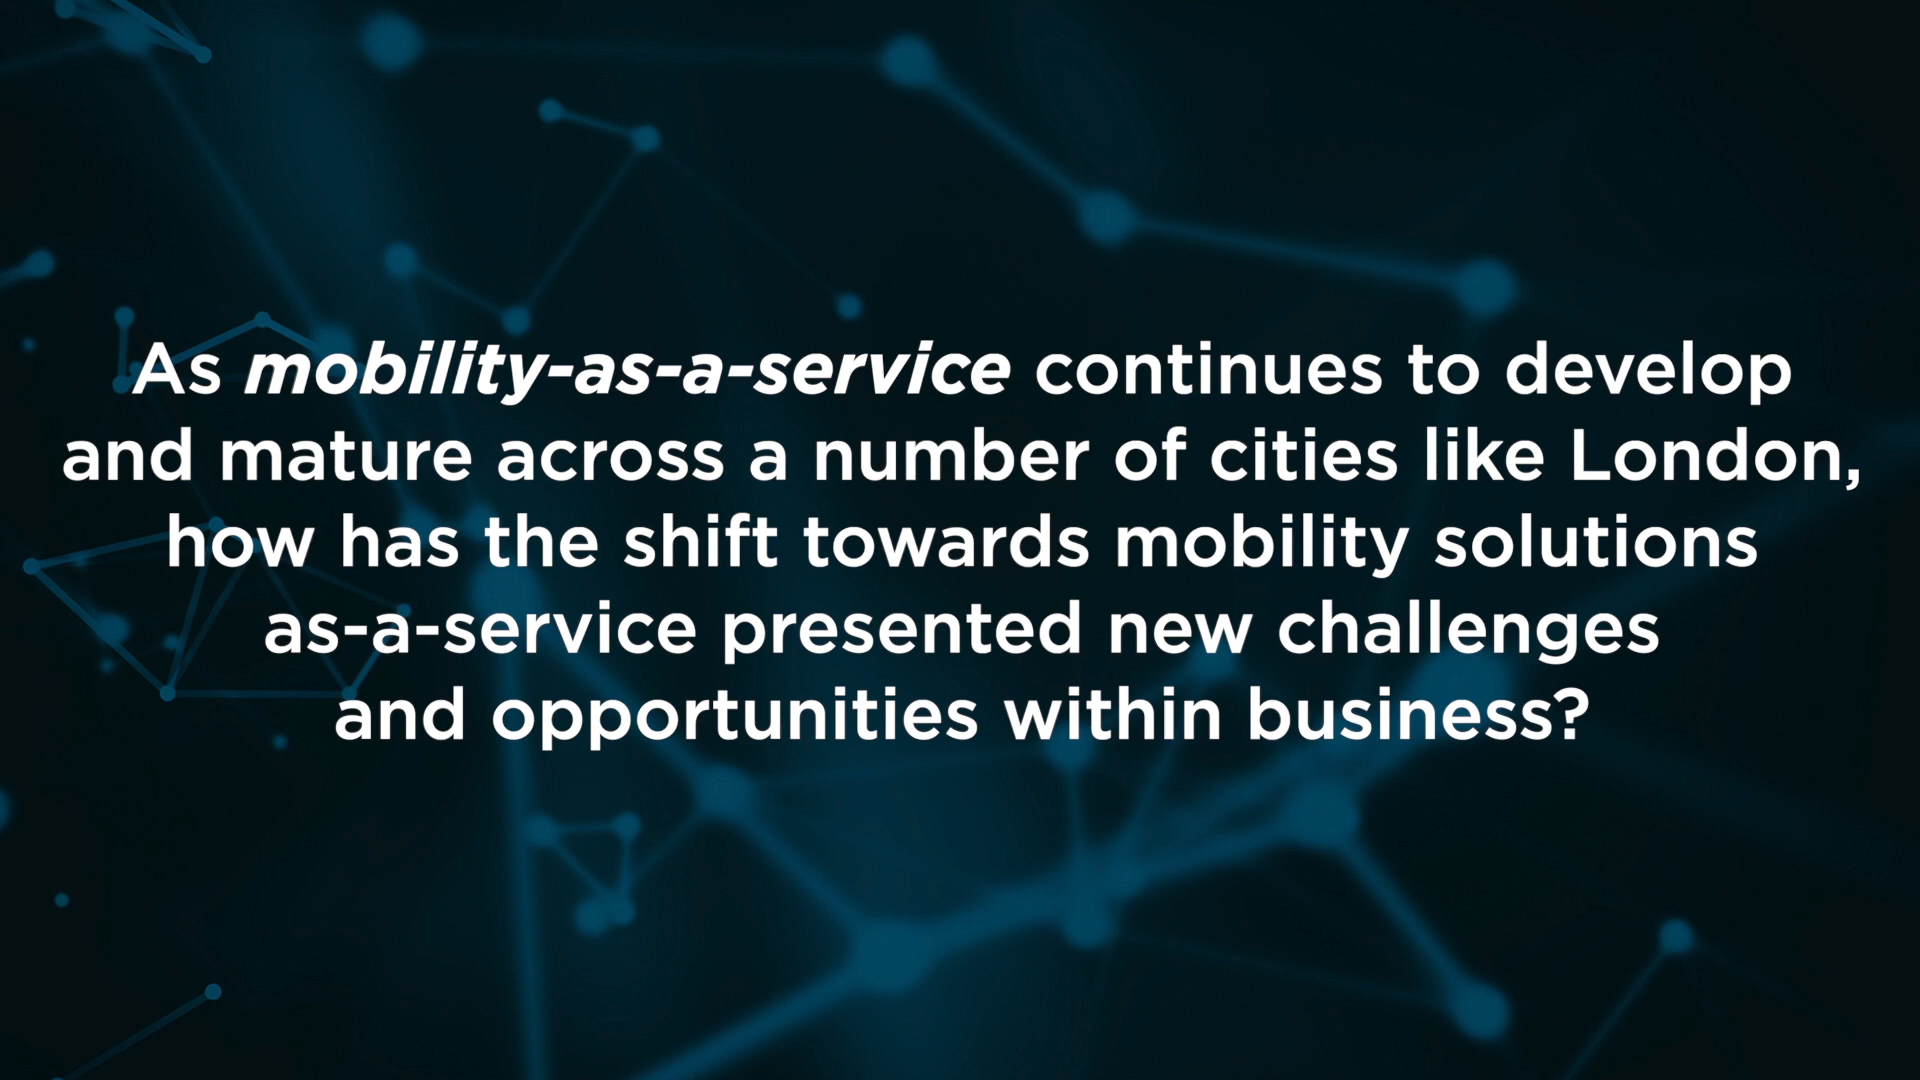 As mobility-as-a-service continues to develop
and mature across a number of cities like London,
how has the shift towards mobility solutions
as-a-service presented new challenges
and opportunities within business?